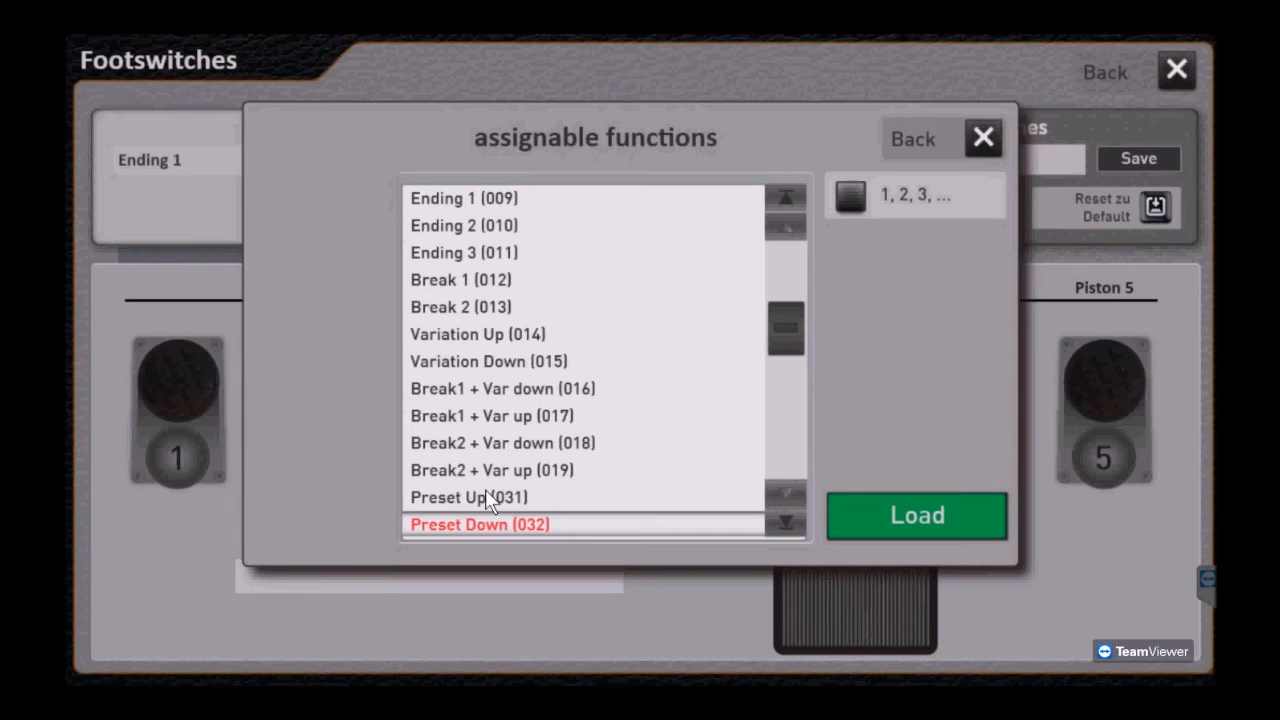 Footswitches
Back
assignable functions
Back
es
Ending 1
Save
1, 2, 3, ...
Reset zu
Default
Ending 1 (009)
Ending 2 (010)
Ending 3 (011)
Break 1 (012)
Break 2 (013)
Variation Up (014)
Variation Down (015)
Break1 + Var down (016)
Break1 + Var up (017)
Break2 + Var down (018)
Break2 + Var up (019)
Preset Up (031)
Preset Down (032)
Load
Piston 5
1
5
TeamViewer